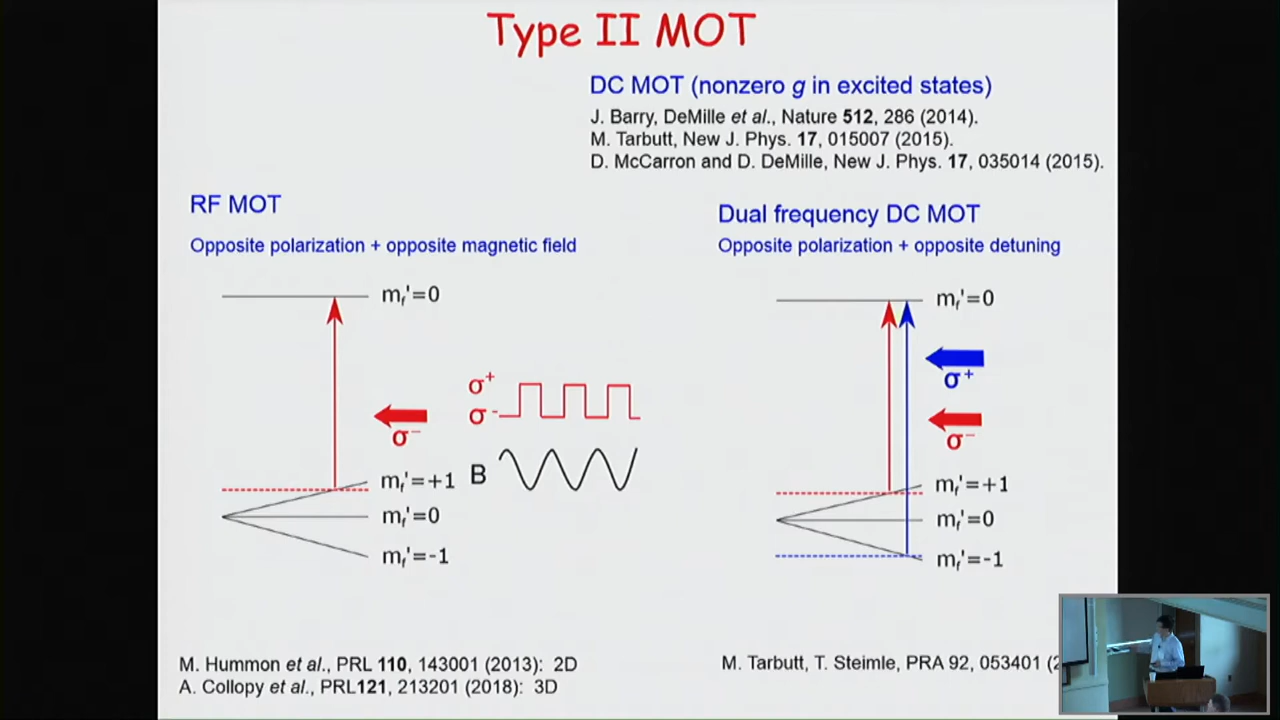 Type II MOT
DC MOT (nonzero g in excited states)
J. Barry, DeMille et al., Nature 512, 286 (2014).
M. Tarbutt, New J. Phys. 17, 015007 (2015).
D. McCarron and D. DeMille, New J. Phys. 17, 035014 (2015).
RF MOT
Opposite polarization + opposite magnetic field
mf'=0
σ+
σ-
σ-
B
mf'=+1
mf'=0
mf'=-1
M. Hummon et al., PRL 110, 143001 (2013): 2D
A. Collopy et al., PRL121, 213201 (2018): 3D
Dual frequency DC MOT
Opposite polarization + opposite detuning
mf'=0
σ+
σ-
mf'=+1
mf'=0
mf'=-1
M. Tarbutt, T. Steimle, PRA 92, 053401